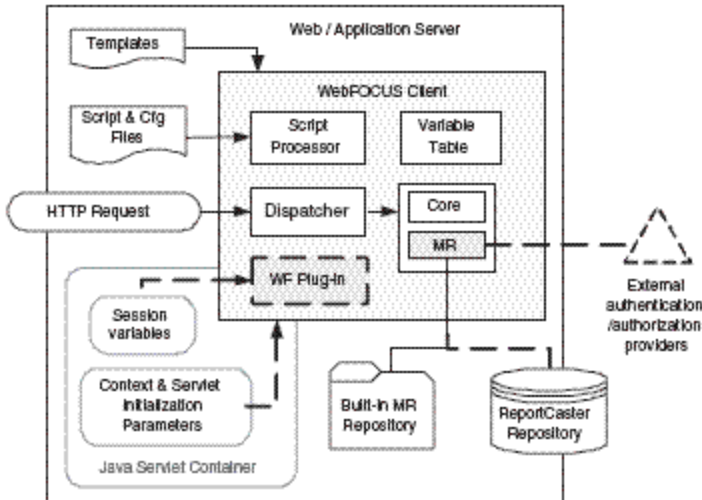 Web / Application Server
Templates
WebFOCUS Client
Script & Cfg
Files
Script
Processor
Variable
Table
HTTP Request
Dispatcher
Core
MR
WF Plug-In
External
authentication
/authorization
providers
Session
variables
Context & Servlet
Initialization
Parameters
Built-in MR
Repository
ReportCaster
Repository
Java Servlet Container